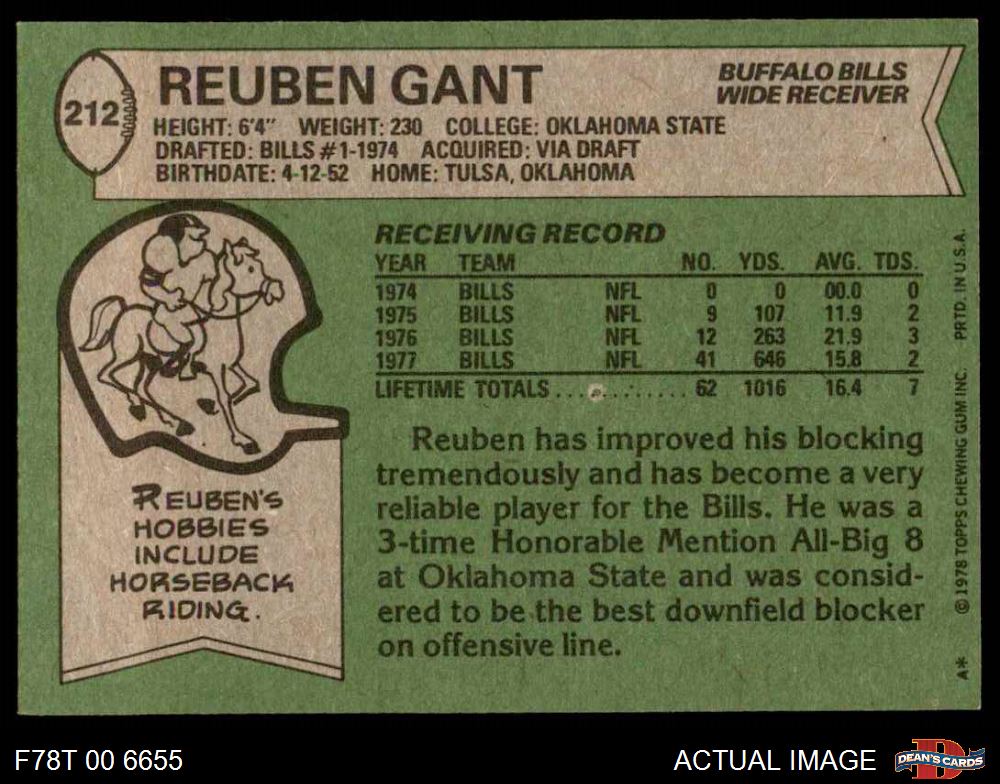 212
REUBEN GANT
BUFFALO BILLS
WIDE RECEIVER
HEIGHT: 6'4" WEIGHT: 230 COLLEGE: OKLAHOMA STATE
DRAFTED: BILLS #1-1974 ACQUIRED: VIA DRAFT
BIRTHDATE: 4-12-52 HOME: TULSA, OKLAHOMA
RECEIVING RECORD
YEAR TEAM NO. YDS. AVG. TDS.
1974 BILLS NFL 0 0 00.0 0
1975 BILLS NFL 9 107 11.9 2
1976 BILLS NFL 12 263 21.9 3
1977 BILLS NFL 41 646 15.8 2
LIFETIME TOTALS ............ 62 1016 16.4 7
Reuben has improved his blocking
tremendously and has become a very
reliable player for the Bills. He was a
3-time Honorable Mention All-Big 8
at Oklahoma State and was consid-
ered to be the best downfield blocker
on offensive line.
REUBEN'S
HOBBIES
INCLUDE
HORSEBACK
RIDING.
A* © 1978 TOPPS CHEWING GUM INC. PRTD. IN U.S.A.
F78T 00 6655
ACTUAL IMAGE
D
DEAN'S CARDS